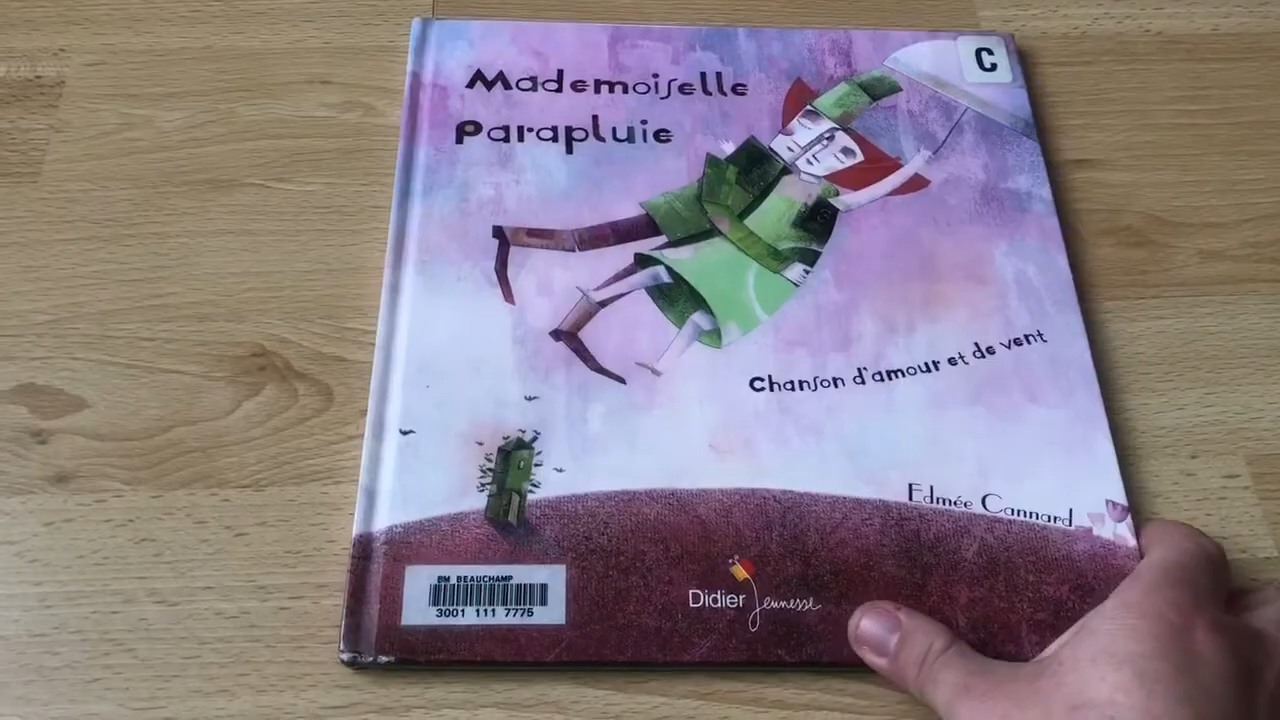 C
Mademoiselle
Parapluie
Chanson d'amour et de vent
Edmée Cannard
BM BEAUCHAMP
3001 111 7775
Didier Jeunesse